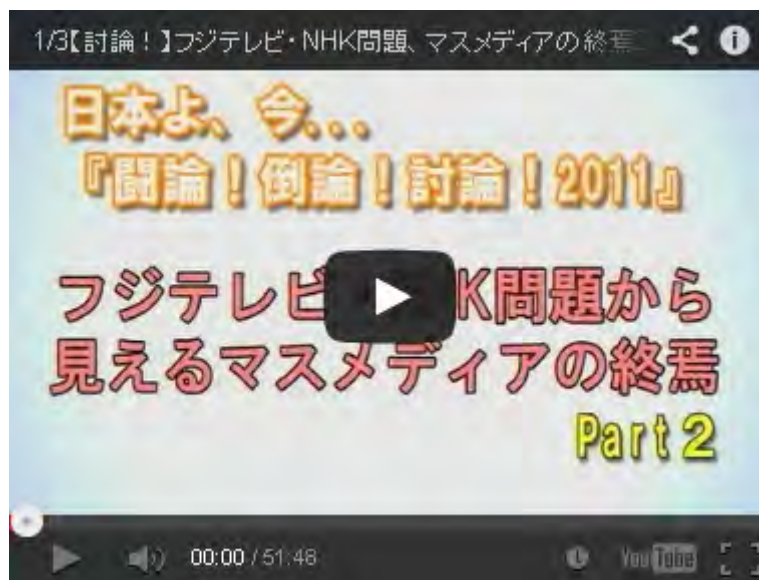 1/3【討論！】フジテレビ・NHK問題、マスメディアの終焉
日本よ、今...
『闘論！倒論！討論！2011』
フジテレビ K問題から
見えるマスメディアの終焉
Part2
00:00 / 51:48
YouTube